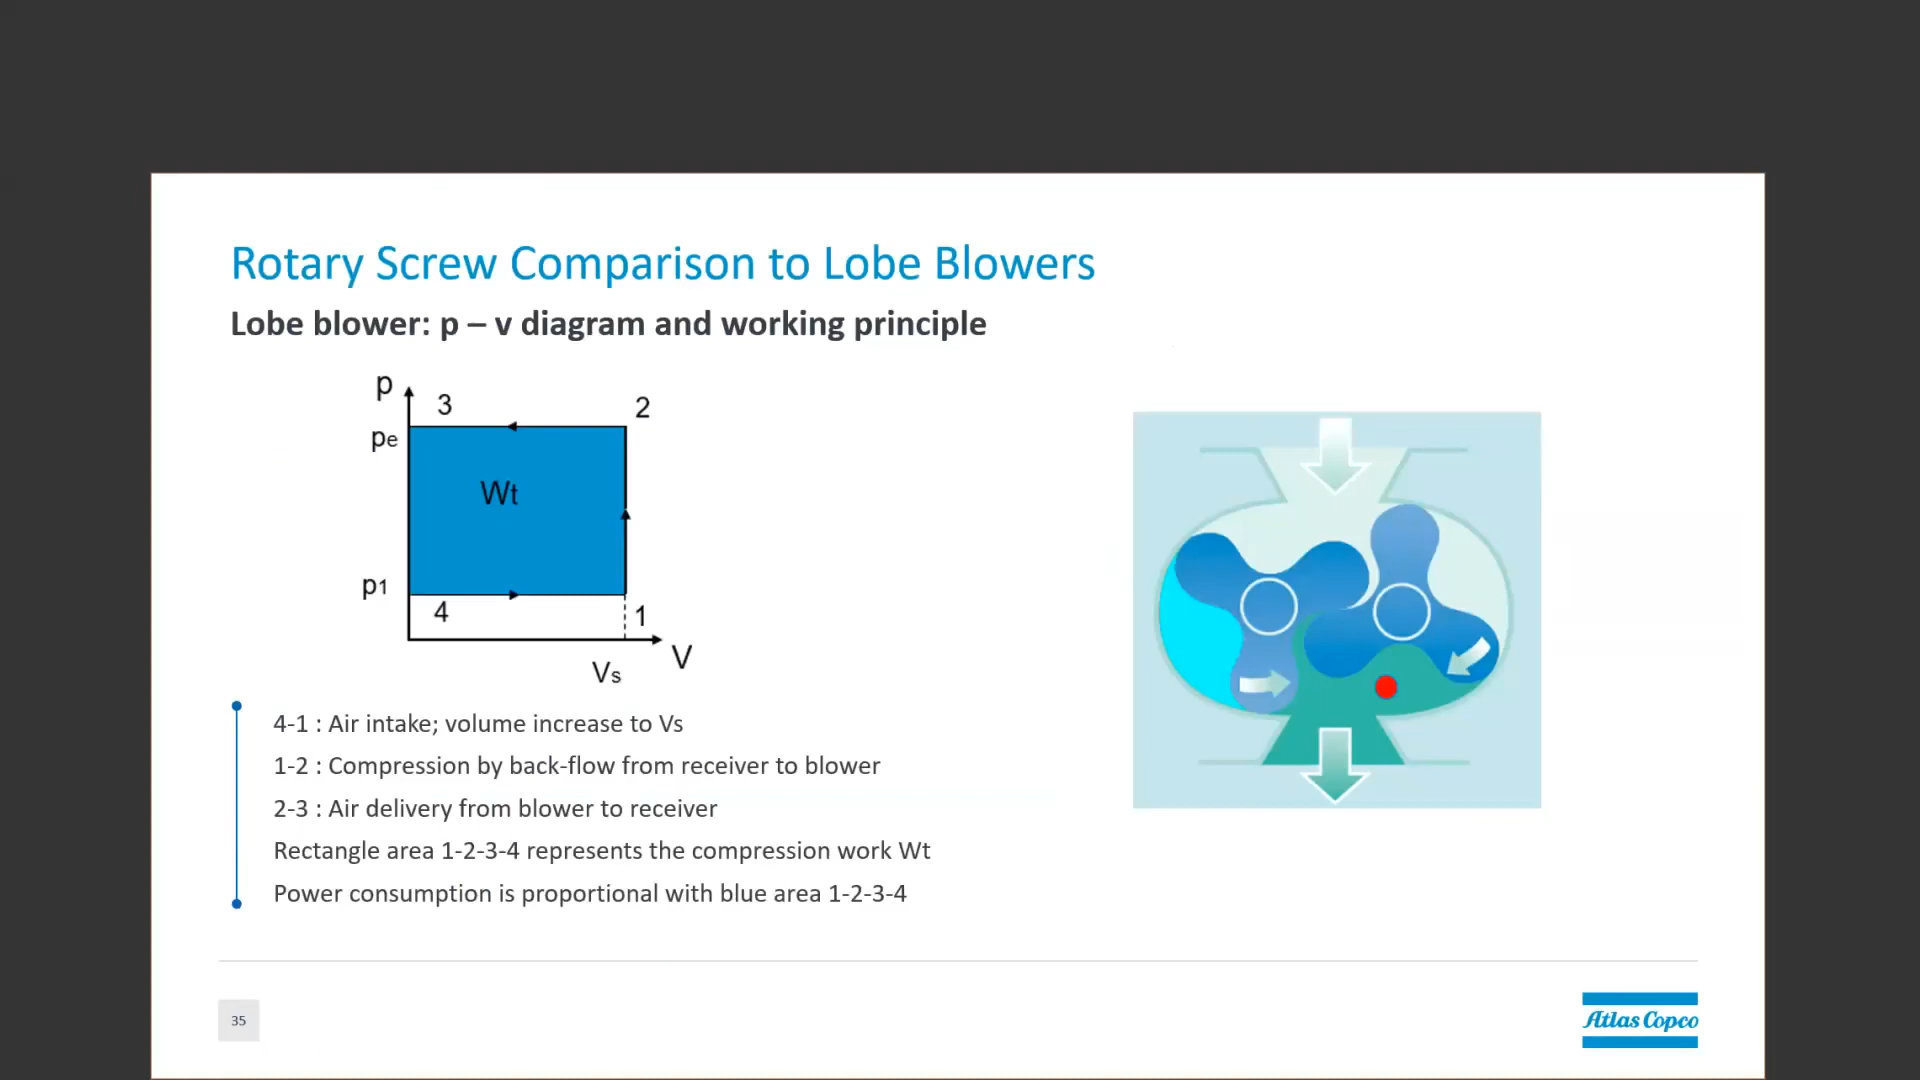 Rotary Screw Comparison to Lobe Blowers
Lobe blower: p – v diagram and working principle
p
3
2
pe
Wt
p1
4
1
V
Vs
4-1 : Air intake; volume increase to Vs
1-2 : Compression by back-flow from receiver to blower
2-3 : Air delivery from blower to receiver
Rectangle area 1-2-3-4 represents the compression work Wt
Power consumption is proportional with blue area 1-2-3-4
35
Atlas Copco